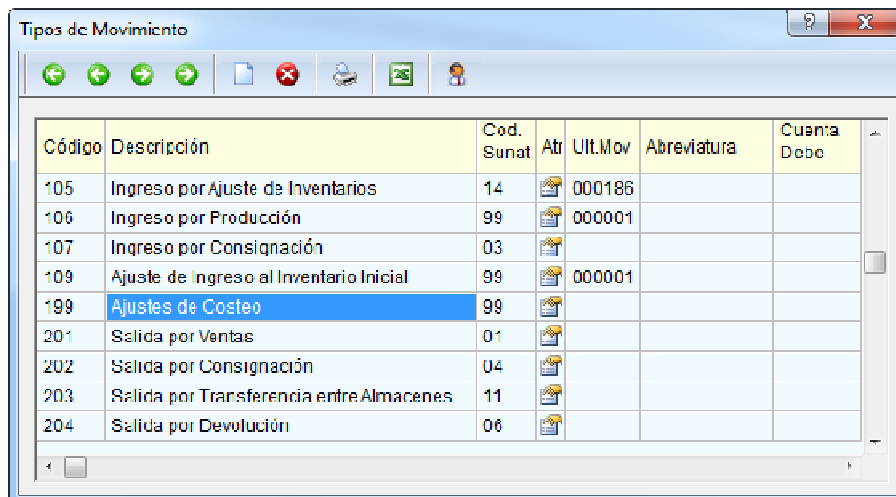 Tipos de Movimiento
Código Descripción Cod. Sunat Atr Ult.Mov Abreviatura Cuenta Debe
105 Ingreso por Ajuste de Inventarios 14 000186
106 Ingreso por Producción 99 000001
107 Ingreso por Consignación 03
109 Ajuste de Ingreso al Inventario Inicial 99 000001
199 Ajustes de Costeo 99
201 Salida por Ventas 01
202 Salida por Consignación 04
203 Salida por Transferencia entre Almacenes 11
204 Salida por Devolución 06